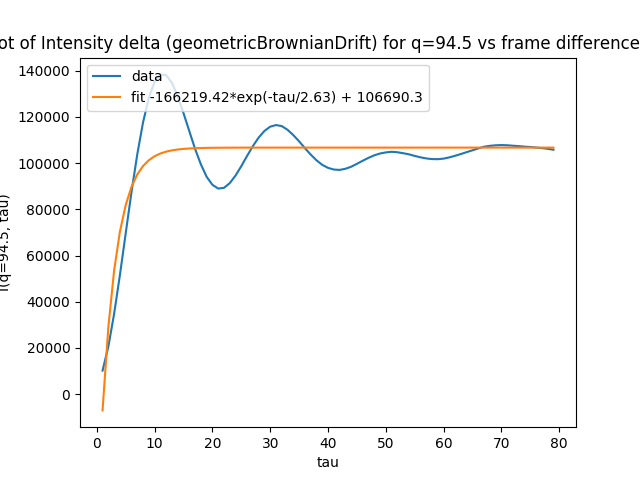 ot of Intensity delta (geometricBrownianDrift) for q=94.5 vs frame difference
data
fit -166219.42*exp(-tau/2.63) + 106690.3
140000
120000
100000
80000
60000
40000
20000
0
I(q=94.5, tau)
0 10 20 30 40 50 60 70 80
tau